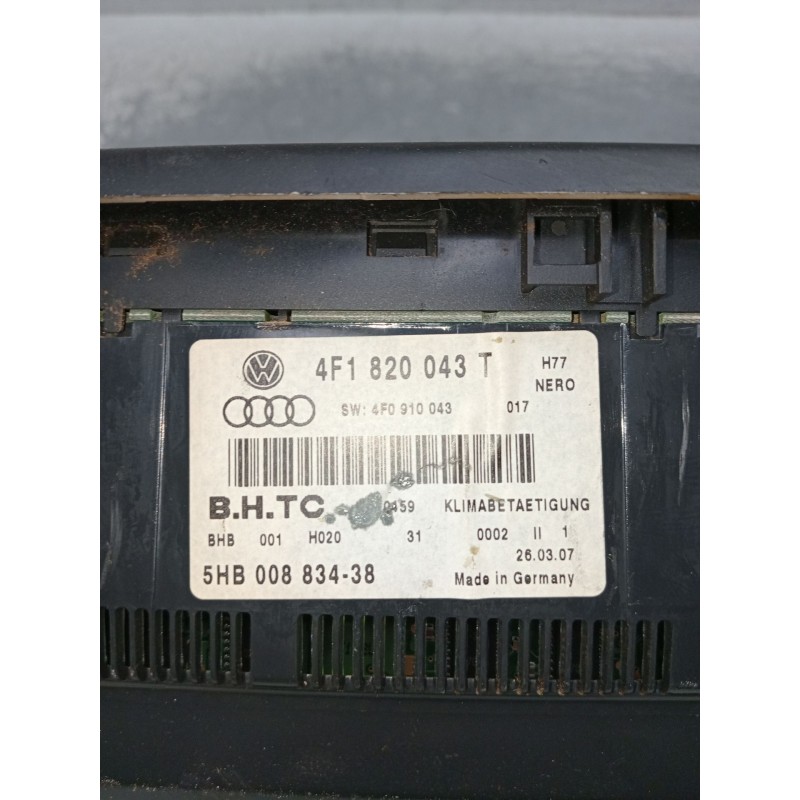 4F1 820 043 T H77
NERO
SW: 4F0 910 043 017
B.H.TC KLIMABETAETIGUNG
BHB 001 H020 31 0002 II 1
26.03.07
5HB 008 834-38 Made in Germany